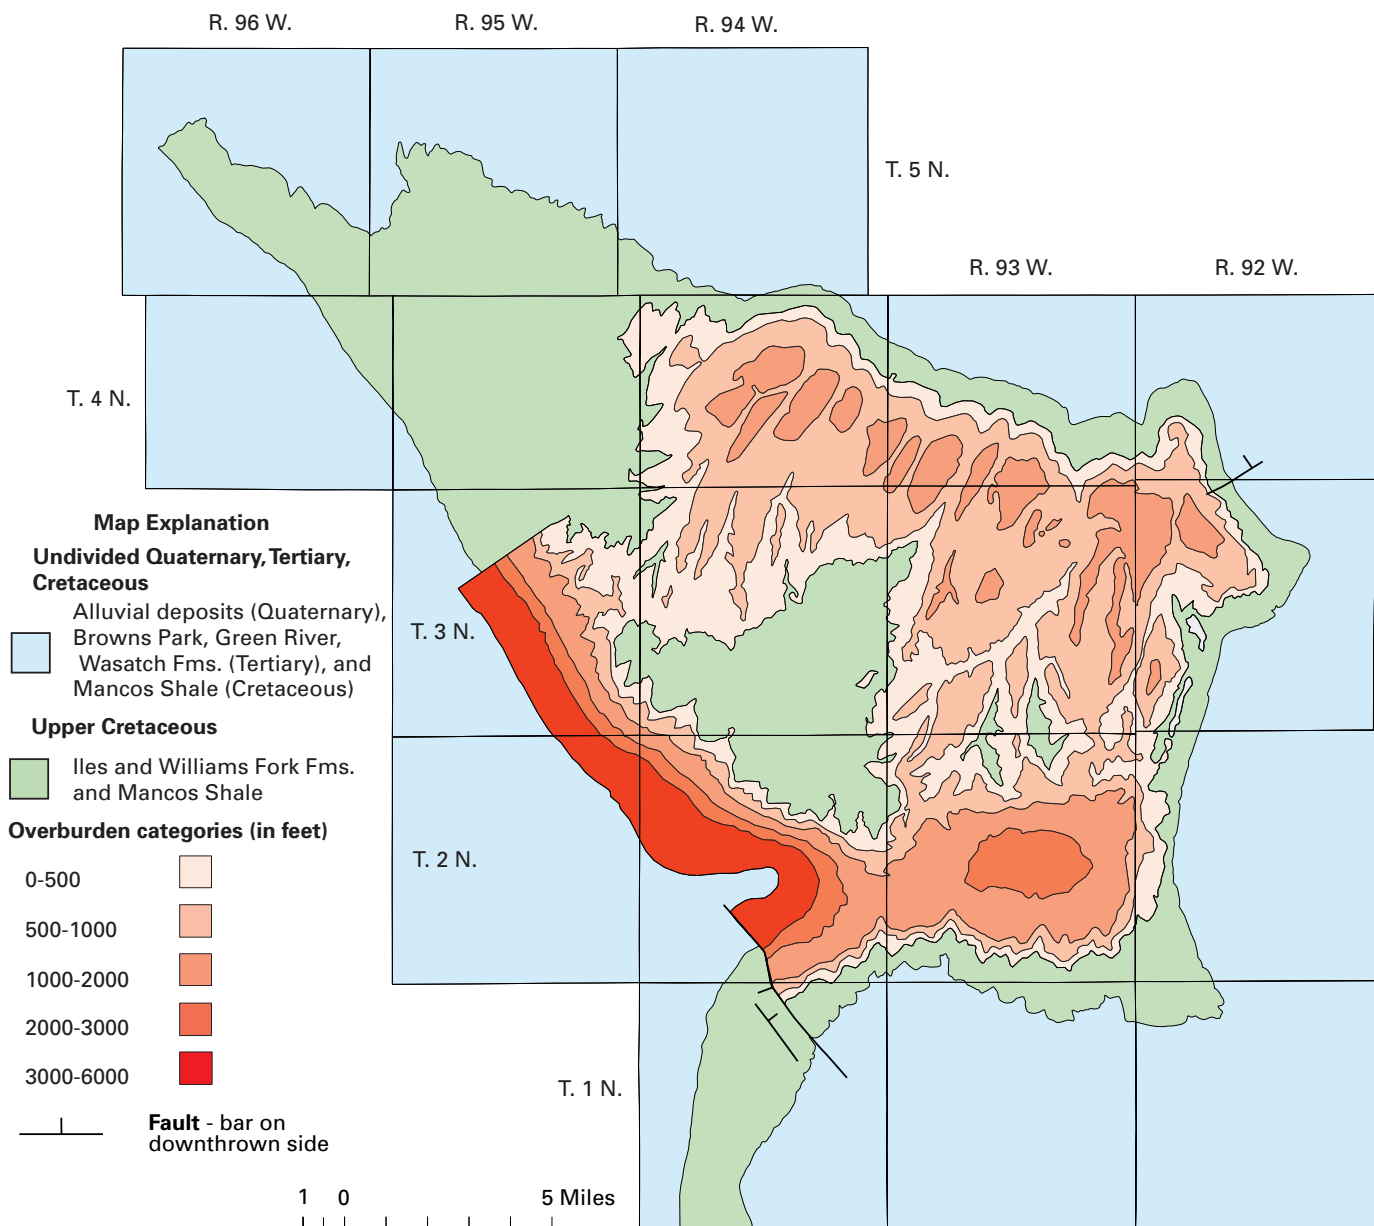 R. 96 W.
R. 95 W.
R. 94 W.
T. 5 N.
R. 93 W.
R. 92 W.
T. 4 N.
Map Explanation
Undivided Quaternary, Tertiary,
Cretaceous
Alluvial deposits (Quaternary),
Browns Park, Green River,
Wasatch Fms. (Tertiary), and
Mancos Shale (Cretaceous)
T. 3 N.
Upper Cretaceous
Iles and Williams Fork Fms.
and Mancos Shale
Overburden categories (in feet)
0-500
500-1000
1000-2000
2000-3000
3000-6000
T. 2 N.
T. 1 N.
Fault - bar on
downthrown side
1 0 5 Miles